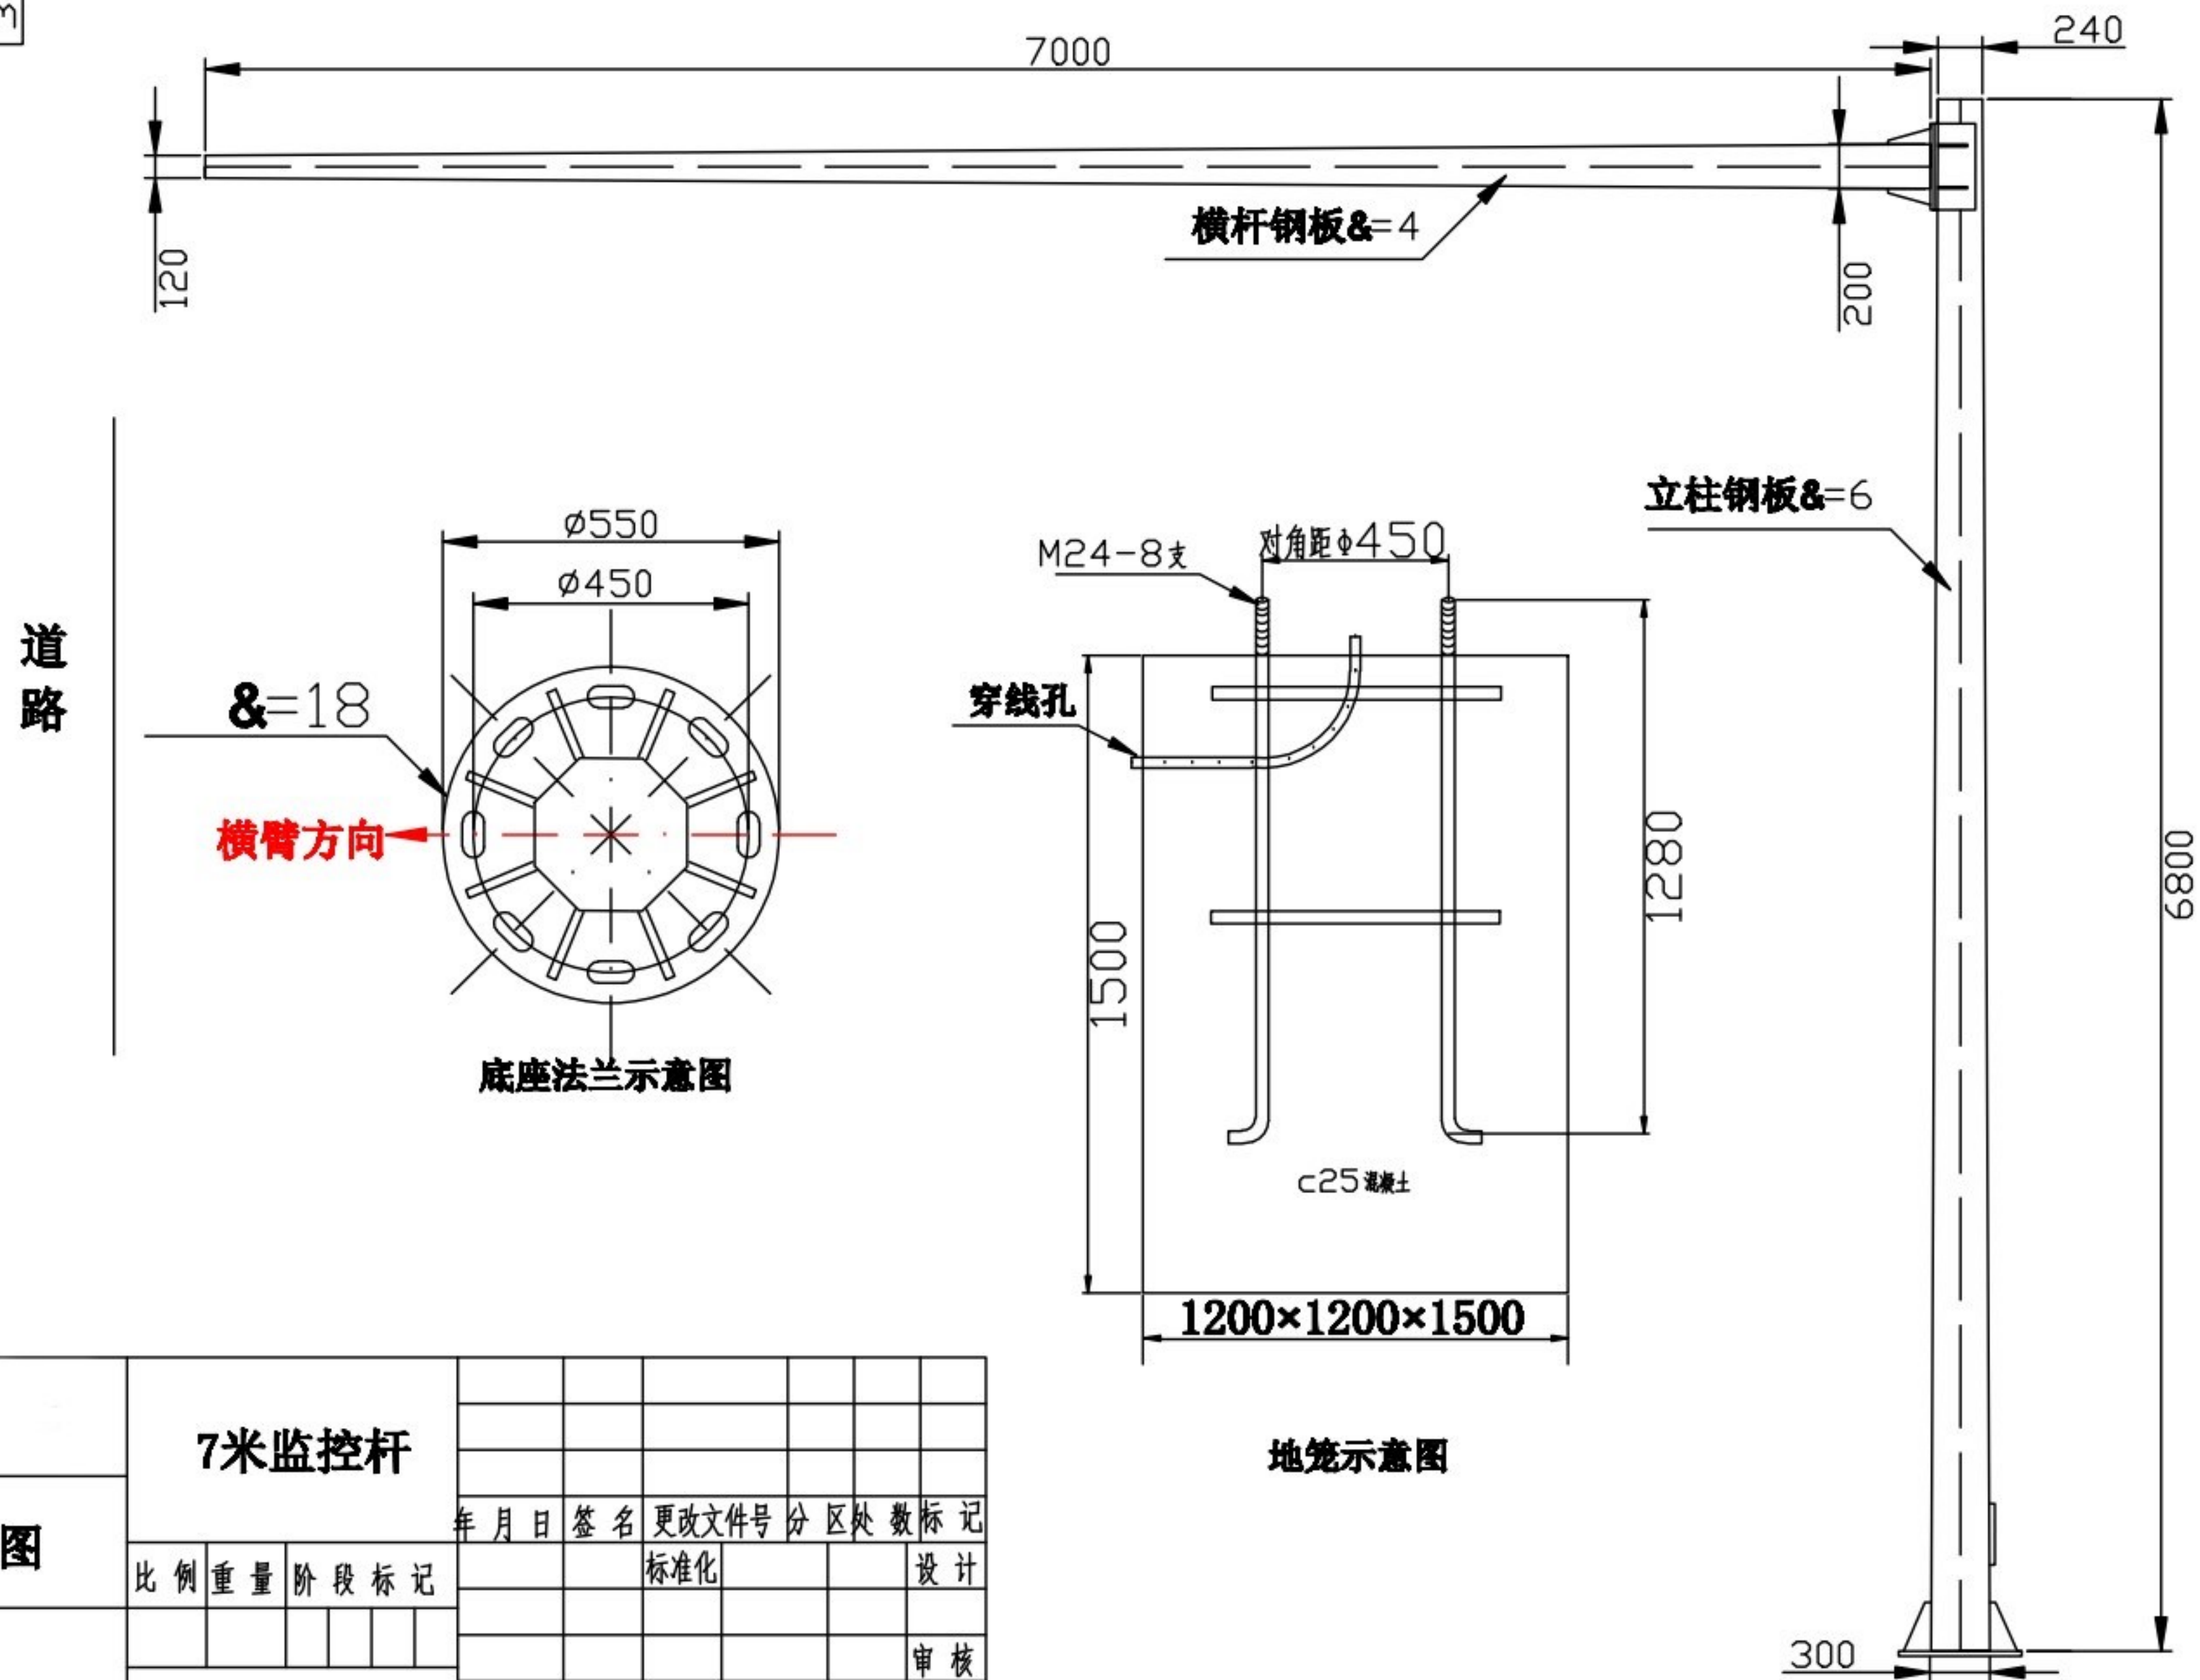 7000
240
120
横杆钢板&=4
200
立柱钢板&=6
6800
300
道
路
ø550
ø450
&=18
横臂方向
底座法兰示意图
M24-8支
对角距Φ450
穿线孔
1500
1280
c25混凝土
1200×1200×1500
地笼示意图
7米监控杆
年 月 日 签 名 更改文件号 分 区 处 数 标 记
图
比 例 重 量 阶 段 标 记 标准化 设 计
审 核